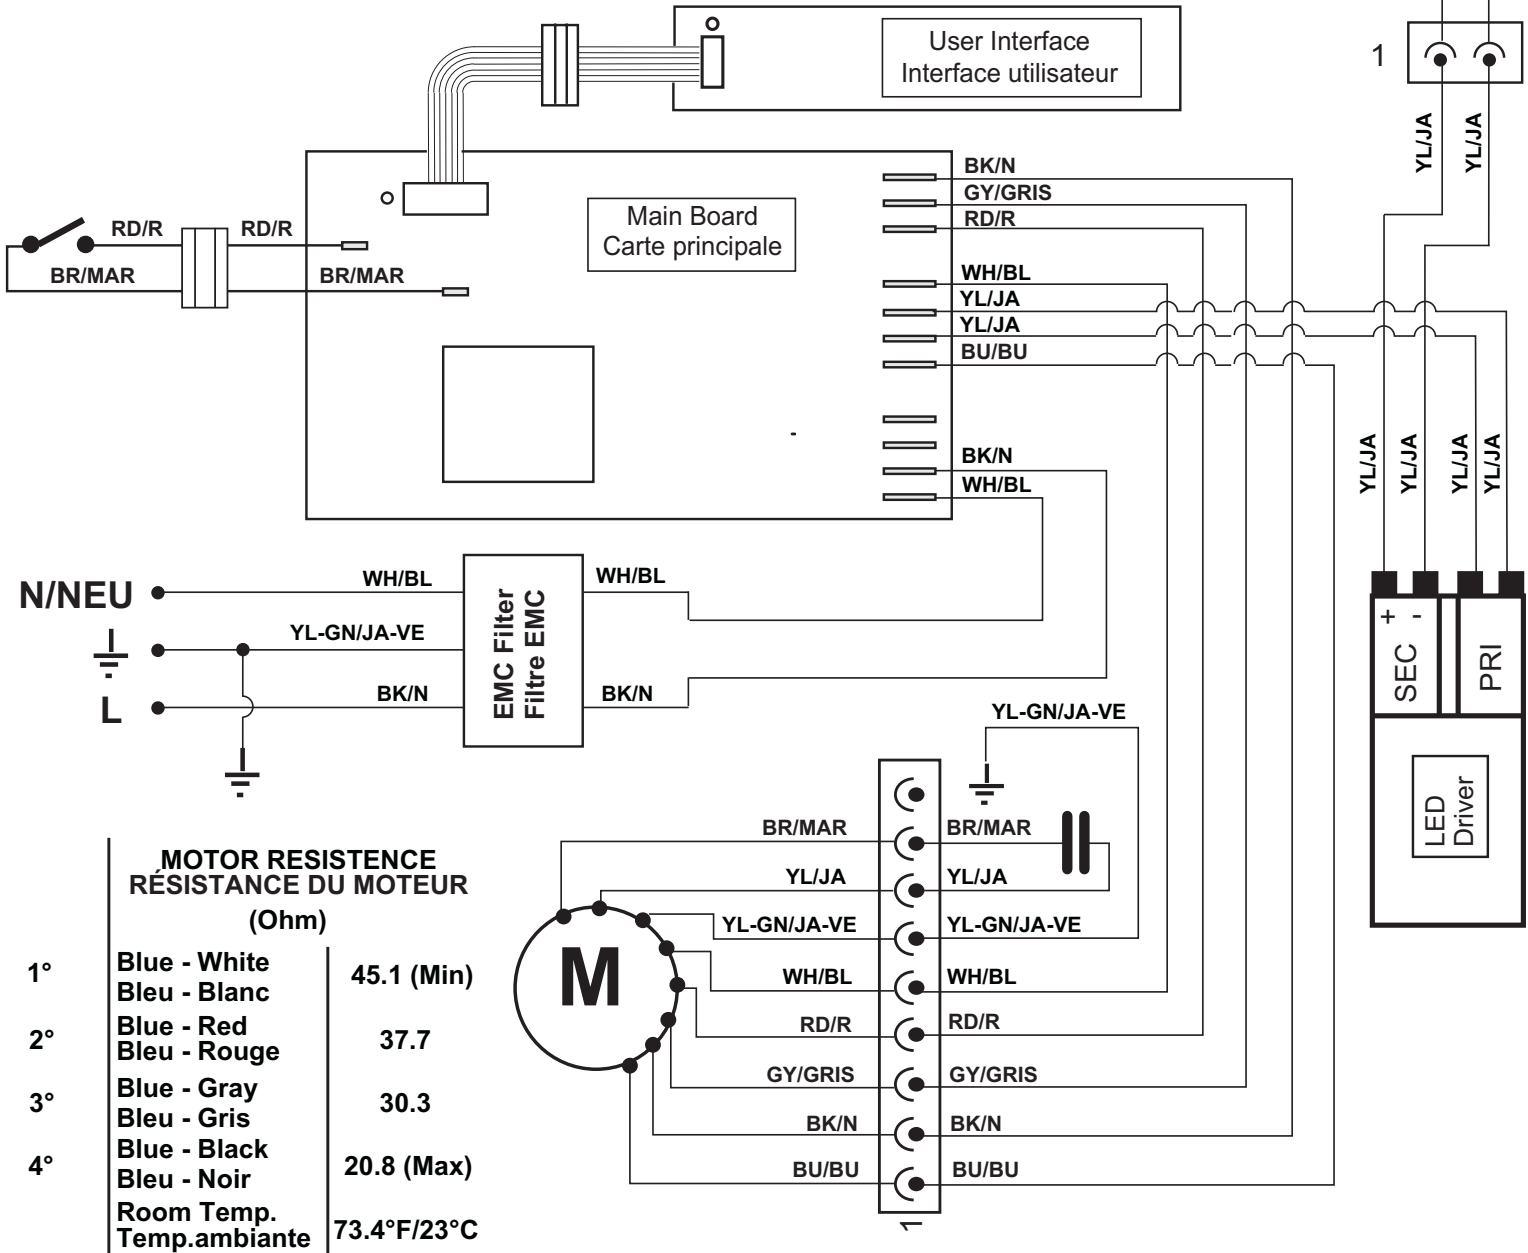 User Interface
Interface utilisateur
1
YL/JA
YL/JA
BK/N
GY/GRIS
RD/R
Main Board
Carte principale
RD/R
RD/R
BR/MAR
BR/MAR
WH/BL
YL/JA
YL/JA
BU/BU
BK/N
WH/BL
YL/JA
YL/JA
YL/JA
YL/JA
N/NEU
WH/BL
WH/BL
YL-GN/JA-VE
EMC Filter
Filtre EMC
L
BK/N
BK/N
+ -
SEC
PRI
LED
Driver
YL-GN/JA-VE
BR/MAR
BR/MAR
YL/JA
YL/JA
YL-GN/JA-VE
YL-GN/JA-VE
M
WH/BL
WH/BL
RD/R
RD/R
GY/GRIS
GY/GRIS
BK/N
BK/N
BU/BU
BU/BU
1
MOTOR RESISTENCE
RÉSISTANCE DU MOTEUR
(Ohm)
1°
Blue - White
Bleu - Blanc
45.1 (Min)
2°
Blue - Red
Bleu - Rouge
37.7
3°
Blue - Gray
Bleu - Gris
30.3
4°
Blue - Black
Bleu - Noir
20.8 (Max)
Room Temp.
Temp.ambiante
73.4°F/23°C